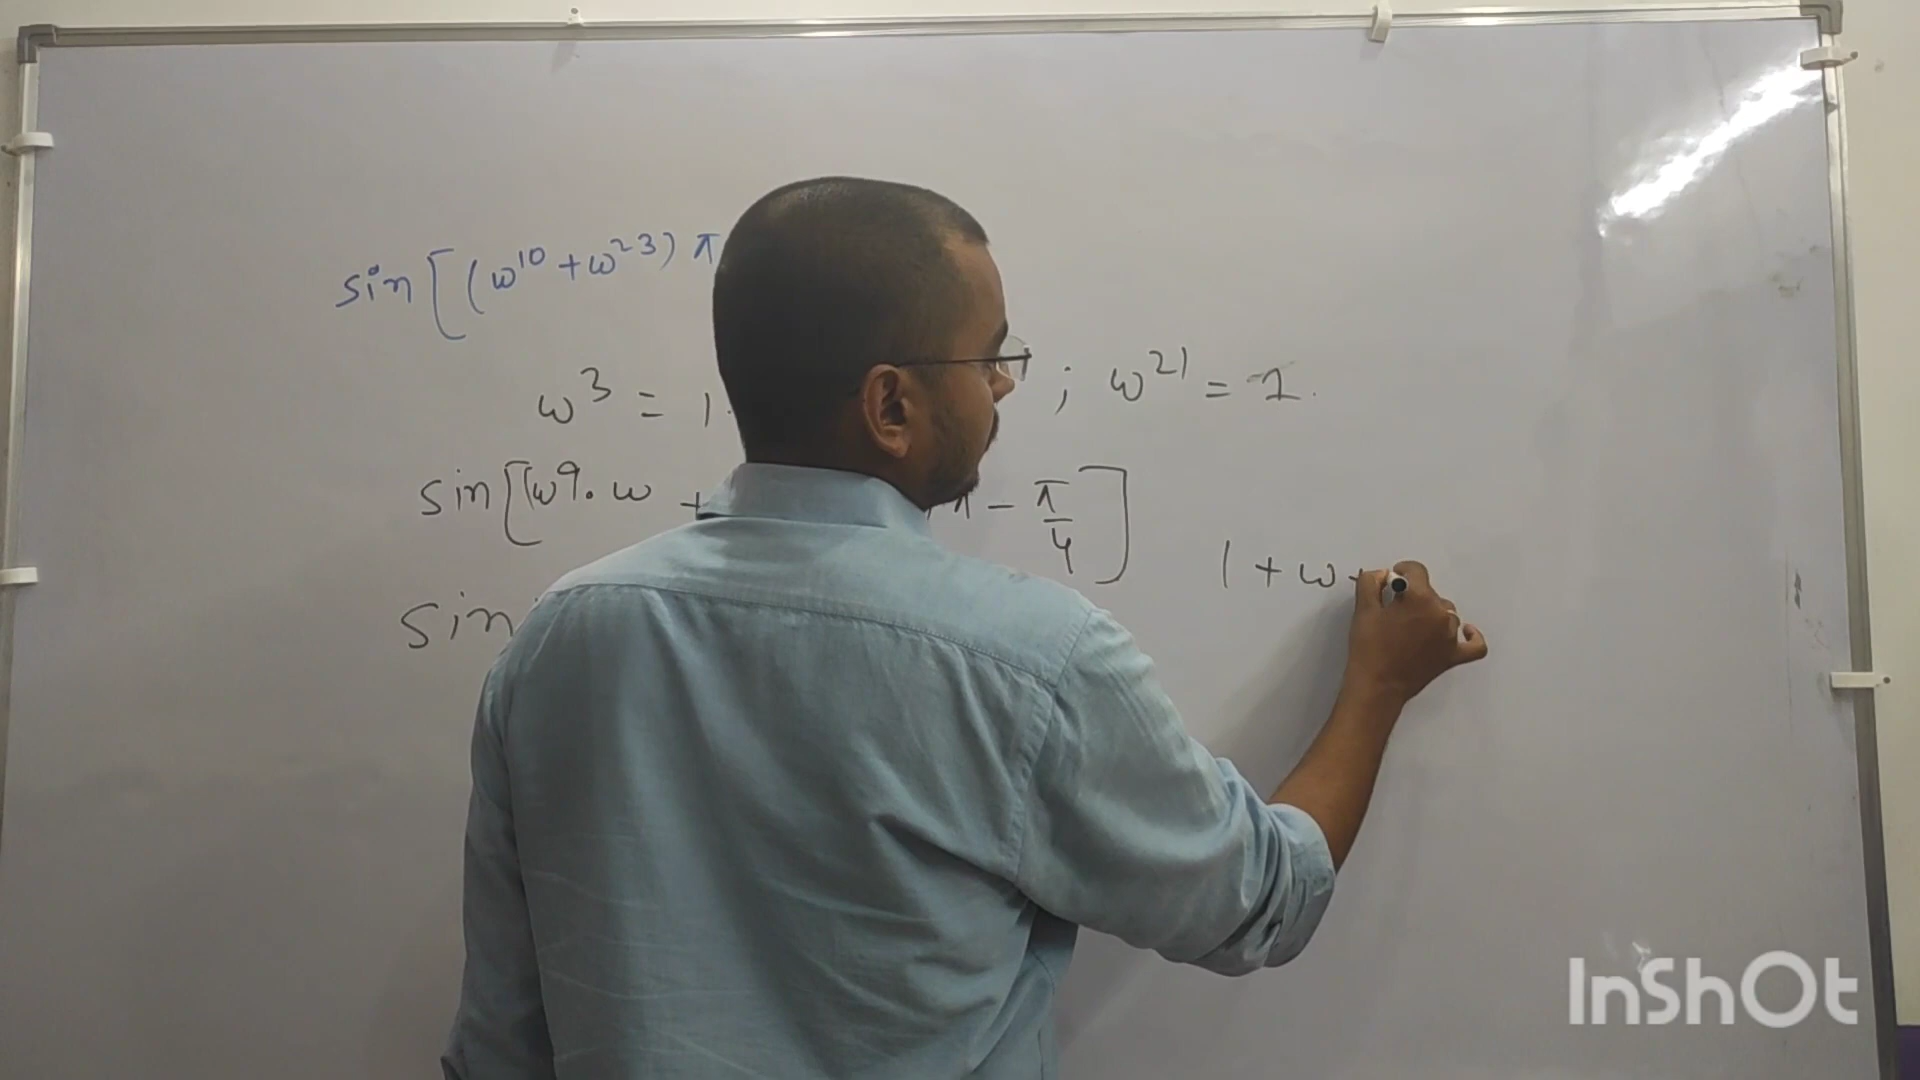 sin[(ω¹⁰ + ω²³) π
ω³ = 1. ; ω²¹ = 1.
sin[(ω⁹. ω + π - π/4]
1 + ω +
sin
InShOt